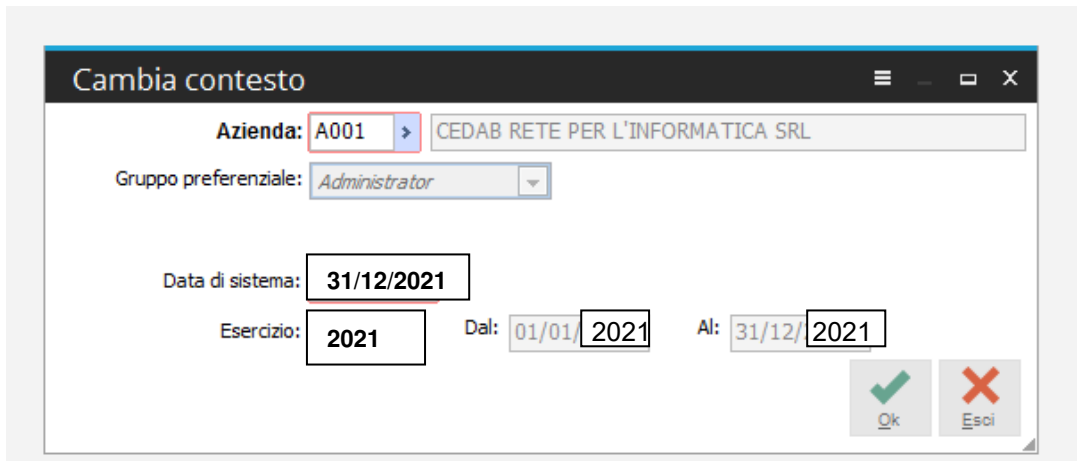 Cambia contesto
Azienda: A001 CEDAB RETE PER L'INFORMATICA SRL
Gruppo preferenziale: Administrator
Data di sistema: 31/12/2021
Esercizio: 2021 Dal: 01/01/ 2021 Al: 31/12/ 2021
Ok Esci